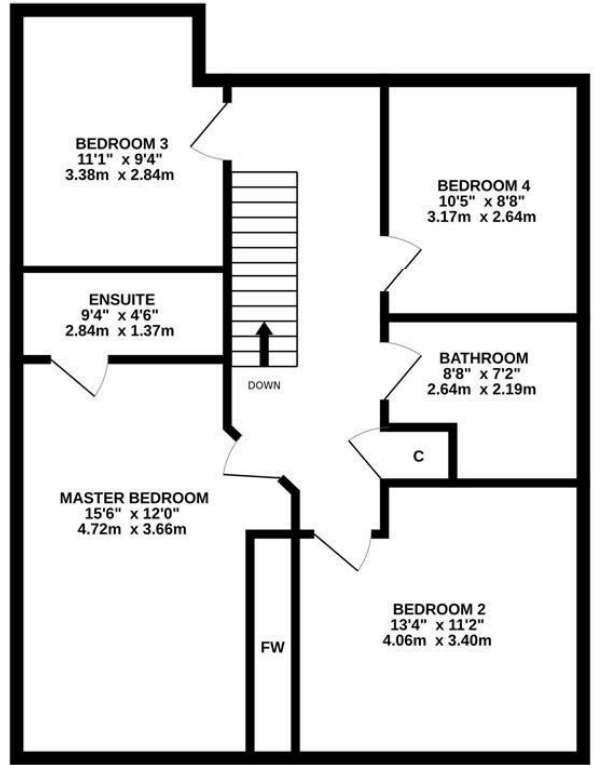 BEDROOM 3
11'1" x 9'4"
3.38m x 2.84m
BEDROOM 4
10'5" x 8'8"
3.17m x 2.64m
ENSUITE
9'4" x 4'6"
2.84m x 1.37m
DOWN
BATHROOM
8'8" x 7'2"
2.64m x 2.19m
C
MASTER BEDROOM
15'6" x 12'0"
4.72m x 3.66m
BEDROOM 2
13'4" x 11'2"
4.06m x 3.40m
FW